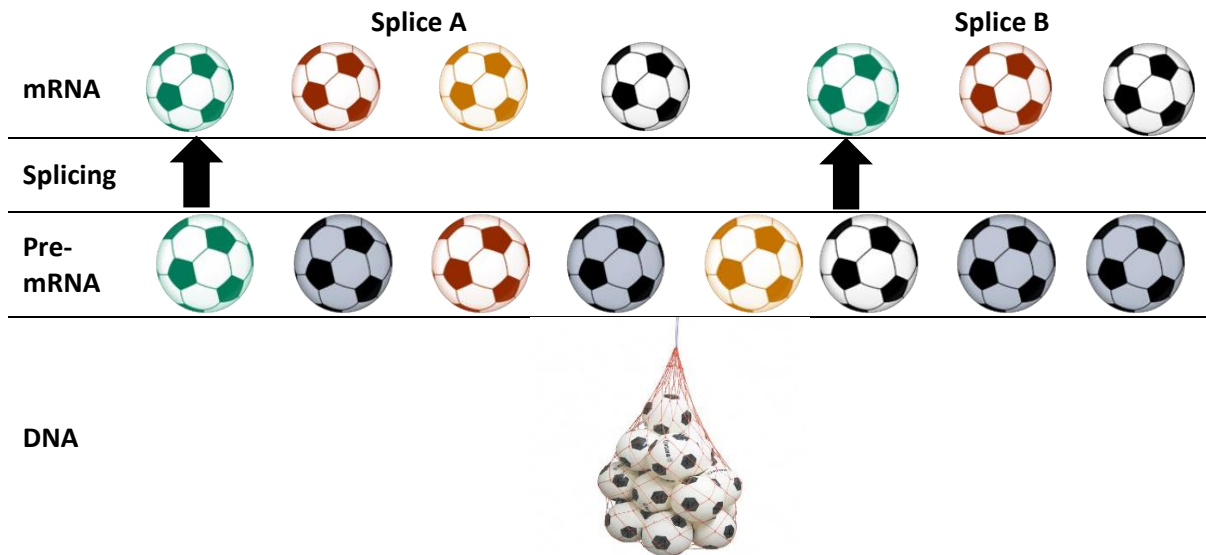 Splice A
Splice B
mRNA
Splicing
Pre-
mRNA
DNA